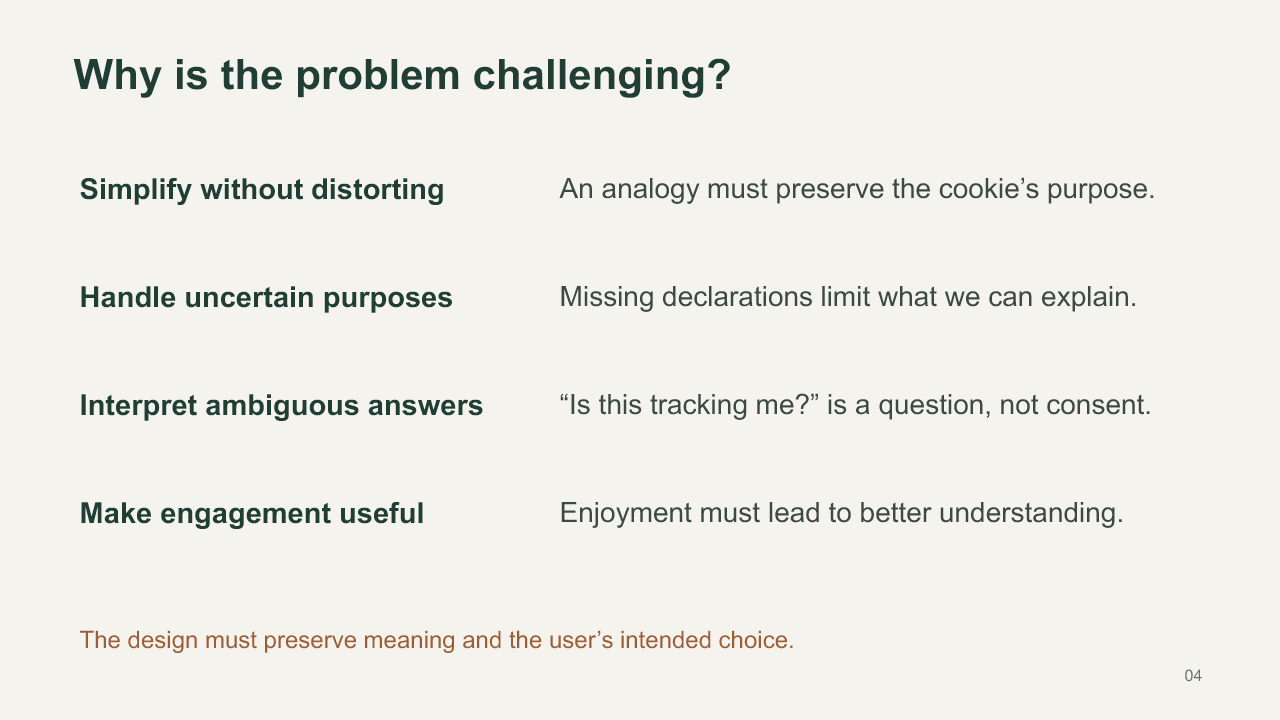 Why is the problem challenging?
Simplify without distorting
An analogy must preserve the cookie’s purpose.
Handle uncertain purposes
Missing declarations limit what we can explain.
Interpret ambiguous answers
“Is this tracking me?” is a question, not consent.
Make engagement useful
Enjoyment must lead to better understanding.
The design must preserve meaning and the user’s intended choice.
04